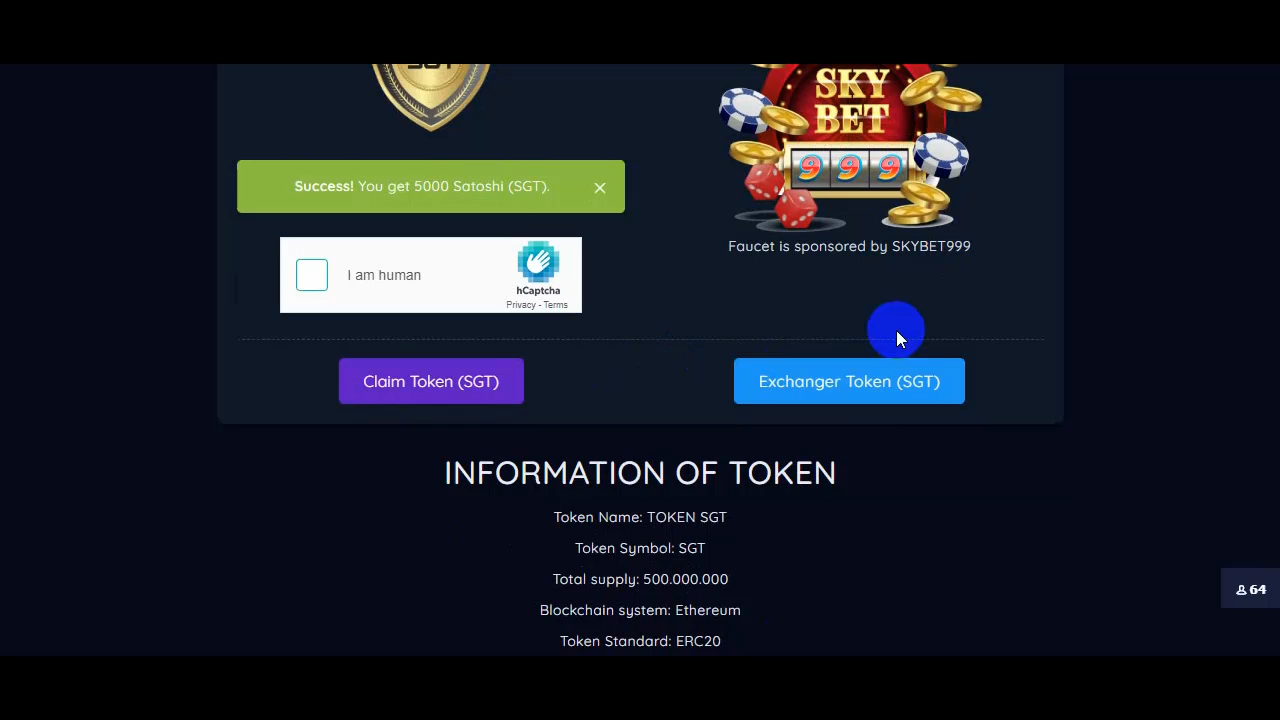 SGT
SKY
BET
999
Success! You get 5000 Satoshi (SGT).
Faucet is sponsored by SKYBET999
I am human
hCaptcha
Privacy - Terms
Claim Token (SGT)
Exchanger Token (SGT)
INFORMATION OF TOKEN
Token Name: TOKEN SGT
Token Symbol: SGT
Total supply: 500.000.000
64
Blockchain system: Ethereum
Token Standard: ERC20